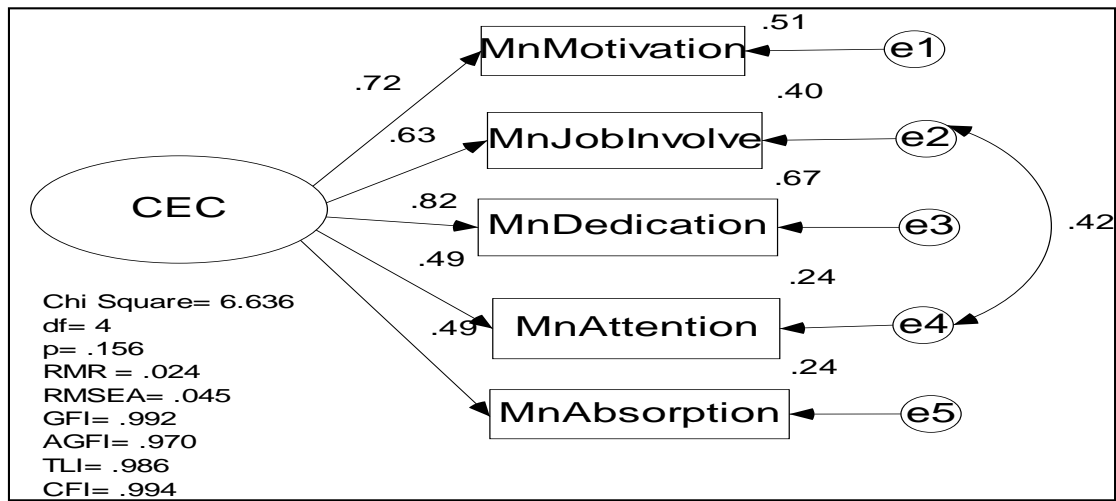 .51
MnMotivation
e1
.72
.40
.63
MnJobInvolve
e2
.67
CEC
.82
MnDedication
e3
.42
.49
.24
Chi Square= 6.636
df= 4
.49
MnAttention
e4
p= .156
RMR = .024
.24
RMSEA= .045
GFI= .992
MnAbsorption
e5
AGFI= .970
TLI= .986
CFI= .994